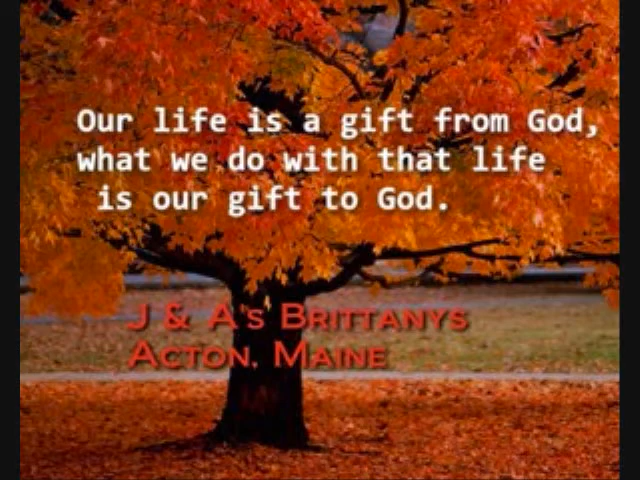 Our life is a gift from God,
what we do with that life
is our gift to God.
J & A's Brittanys
Acton, Maine